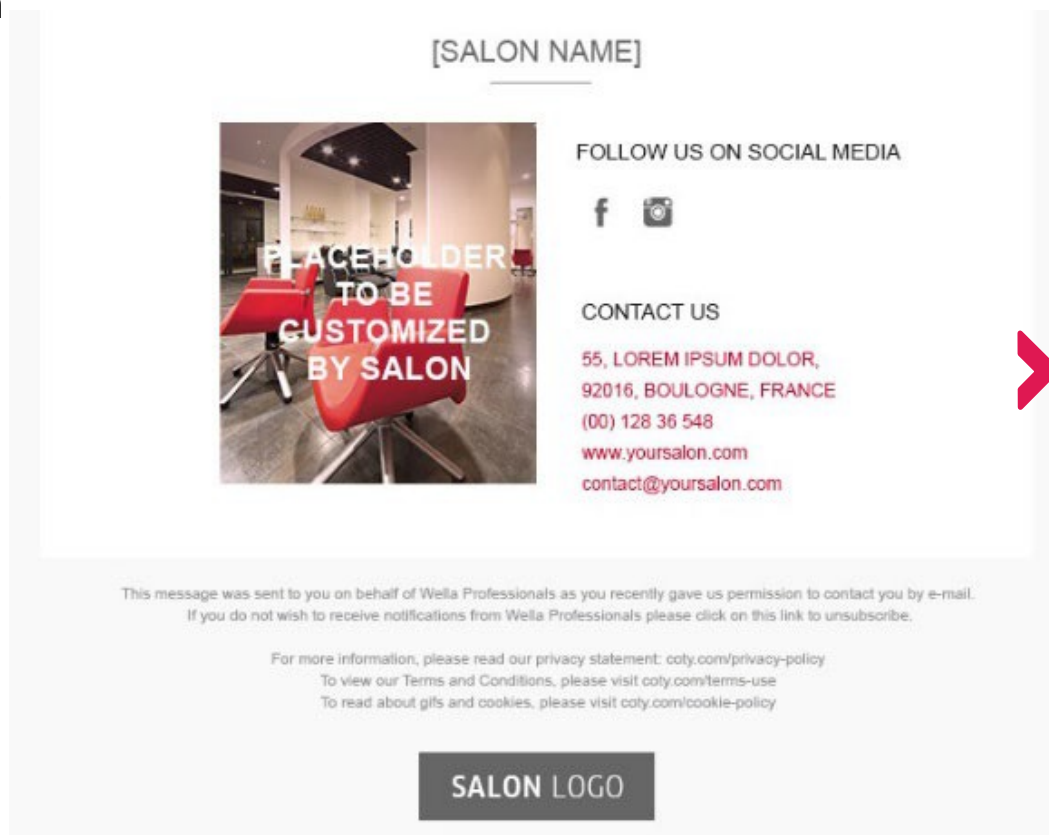 [SALON NAME]
PLACEHOLDER
TO BE
CUSTOMIZED
BY SALON
FOLLOW US ON SOCIAL MEDIA
f
CONTACT US
55, LOREM IPSUM DOLOR,
92016, BOULOGNE, FRANCE
(00) 128 36 548
www.yoursalon.com
contact@yoursalon.com
This message was sent to you on behalf of Wella Professionals as you recently gave us permission to contact you by e-mail.
If you do not wish to receive notifications from Wella Professionals please click on this link to unsubscribe.
For more information, please read our privacy statement: coty.com/privacy-policy
To view our Terms and Conditions, please visit coty.com/terms-use
To read about gifs and cookies, please visit coty.com/cookie-policy
SALON LOGO